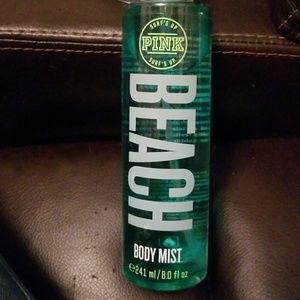 SURF'S UP
PINK
SURF'S UP
BEACH
BODY MIST
℮ 241 ml/8.0 fl oz